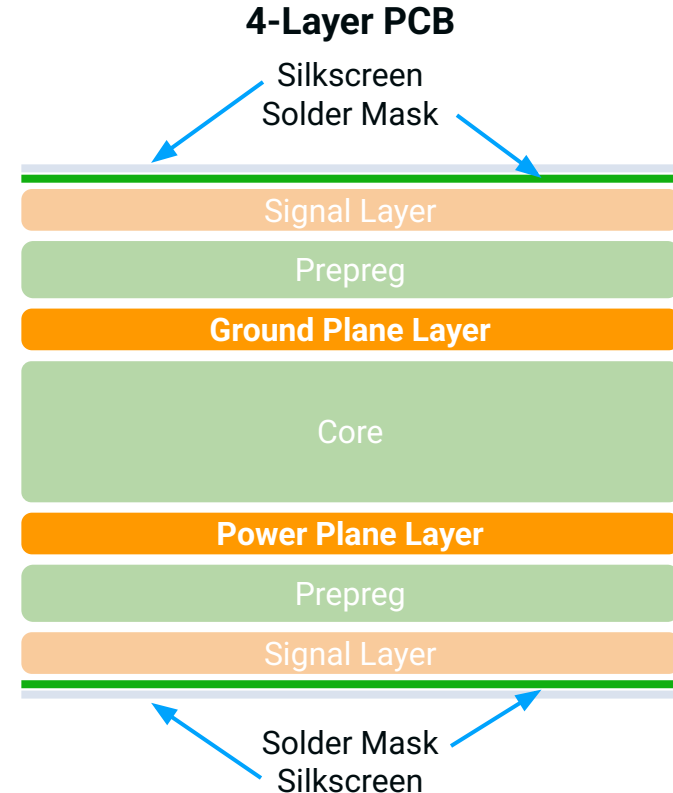 4-Layer PCB
Silkscreen
Solder Mask
Signal Layer
Prepreg
Ground Plane Layer
Core
Power Plane Layer
Prepreg
Signal Layer
Solder Mask
Silkscreen